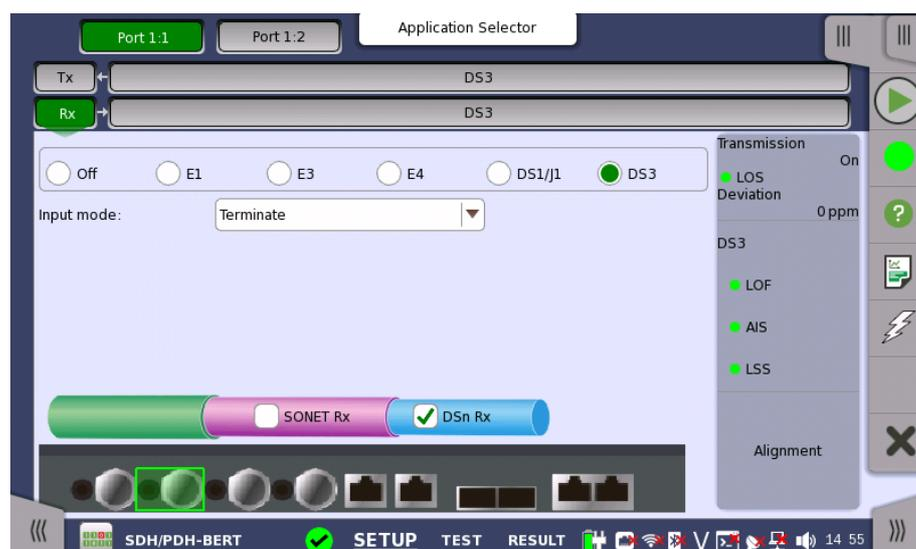 Port 1:1 Port 1:2 Application Selector
Tx DS3
Rx DS3
Off E1 E3 E4 DS1/J1 DS3
Input mode: Terminate
Transmission
On
LOS
Deviation
0 ppm
DS3
LOF
AIS
LSS
Alignment
SONET Rx DSn Rx
SDH/PDH-BERT SETUP TEST RESULT V 14 55